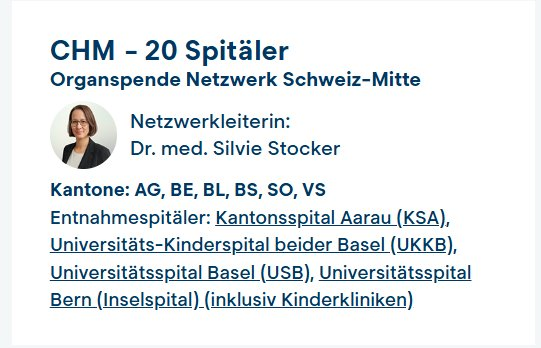 CHM – 20 Spitäler
Organspende Netzwerk Schweiz-Mitte
Netzwerkleiterin:
Dr. med. Silvie Stocker
Kantone: AG, BE, BL, BS, SO, VS
Entnahmespitäler: Kantonsspital Aarau (KSA),
Universitäts-Kinderspital beider Basel (UKKB),
Universitätsspital Basel (USB), Universitätsspital
Bern (Inselspital) (inklusiv Kinderkliniken)